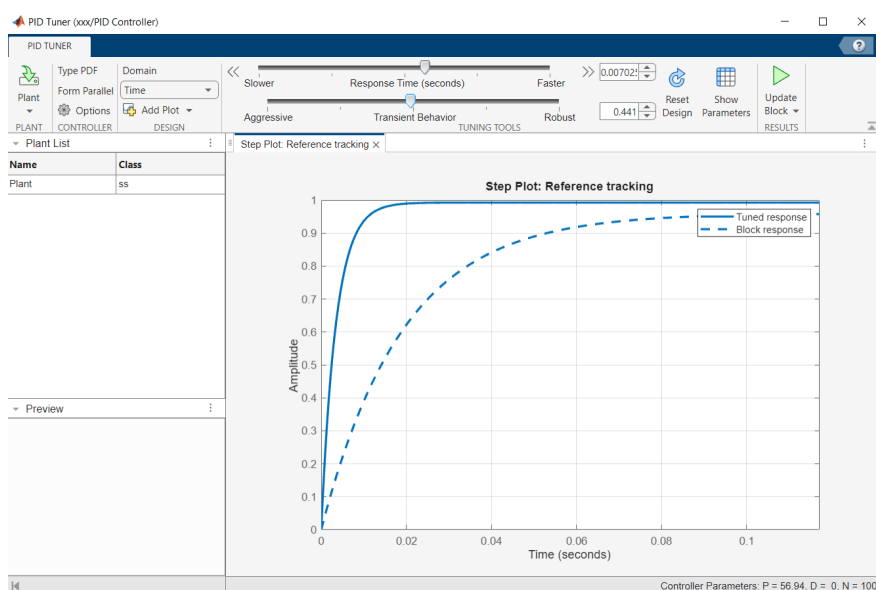 PID Tuner (xxx/PID Controller)
PID TUNER
?
Plant
Type PDF
Form Parallel
Options
Domain
Time
Add Plot
Slower
Response Time (seconds)
Faster
Aggressive
Transient Behavior
Robust
0.00702
0.441
Reset
Design
Show
Parameters
Update
Block
PLANT
CONTROLLER
DESIGN
TUNING TOOLS
RESULTS
Plant List
Name Class
Plant ss
Preview
Step Plot: Reference tracking ×
Step Plot: Reference tracking
Tuned response
Block response
Amplitude
1
0.9
0.8
0.7
0.6
0.5
0.4
0.3
0.2
0.1
0
0 0.02 0.04 0.06 0.08 0.1
Time (seconds)
Controller Parameters: P = 56.94, D = 0, N = 100